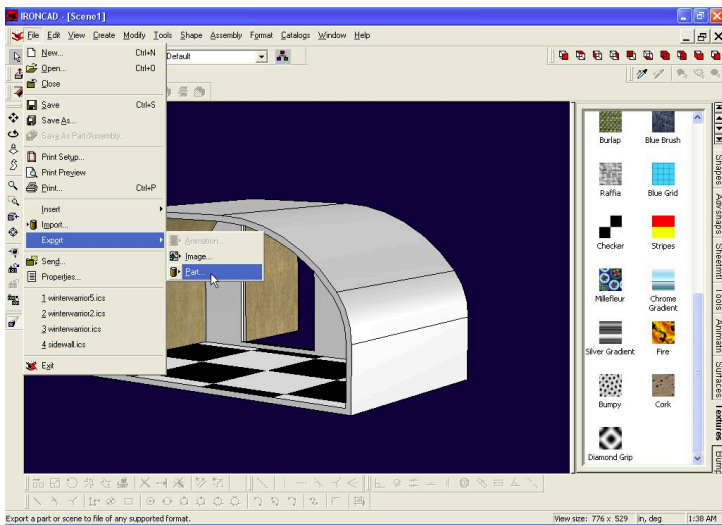 IRONCAD - [Scene1]
File Edit View Create Modify Tools Shape Assembly Format Catalogs Window Help
New... Ctrl+N
Default
Open... Ctrl+O
Close
Save Ctrl+S
Save As...
Save As Part/Assembly...
Print Setup...
Print Preview
Print... Ctrl+P
Insert
Import...
Export
Animation...
Image...
Part...
Send...
Properties...
1 winterwarrior5.ics
2 winterwarrior2.ics
3 winterwarrior.ics
4 sidewall.ics
Exit
Burlap Blue Brush
Raffia Blue Grid
Checker Stripes
Millefleur Chrome Gradient
Silver Gradient Fire
Bumpy Cork
Diamond Grip
Shapes
AdvShaps
Sheetmtl
Tools
Animatn
Surfaces
Textures
Bump
Export a part or scene to file of any supported format.
View size: 776 x 529 in, deg 1:38 AM